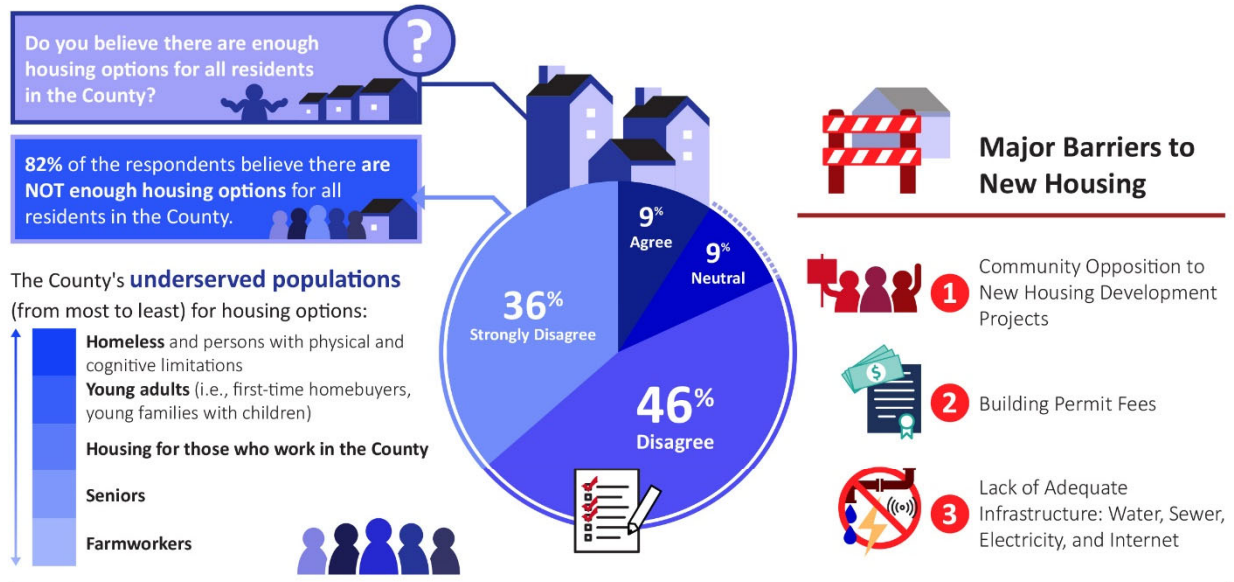 Do you believe there are enough
housing options for all residents
in the County?
?
82% of the respondents believe there are
NOT enough housing options for all
residents in the County.
The County's underserved populations
(from most to least) for housing options:
Homeless and persons with physical and
cognitive limitations
Young adults (i.e., first-time homebuyers,
young families with children)
Housing for those who work in the County
Seniors
Farmworkers
9%
Agree
9%
Neutral
36%
Strongly Disagree
46%
Disagree
Major Barriers to
New Housing
1
Community Opposition to
New Housing Development
Projects
$
2
Building Permit Fees
3
Lack of Adequate
Infrastructure: Water, Sewer,
Electricity, and Internet